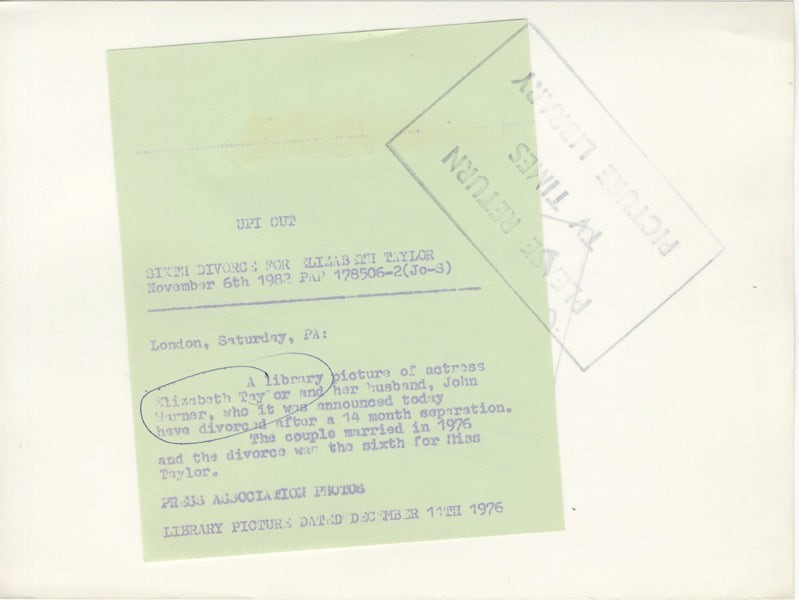 UPI OUT
SIXTH DIVORCE FOR ELIZABETH TAYLOR
November 6th 1982 PAP 178506-2(Jo-S)
London, Saturday, PA:
A library picture of actress
Elizabeth Taylor and her husband, John
Warner, who it was announced today
have divorced after a 14 month separation.
The couple married in 1976
and the divorce was the sixth for Miss
Taylor.
PRESS ASSOCIATION PHOTOS
LIBRARY PICTURE DATED DECEMBER 11TH 1976
PLEASE RETURN
TV TIMES
PICTURE LIBRARY